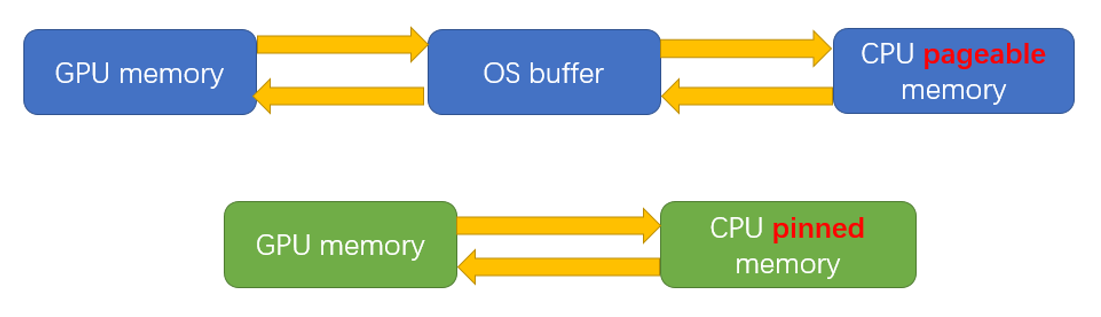 GPU memory
OS buffer
CPU pageable
memory
GPU memory
CPU pinned
memory